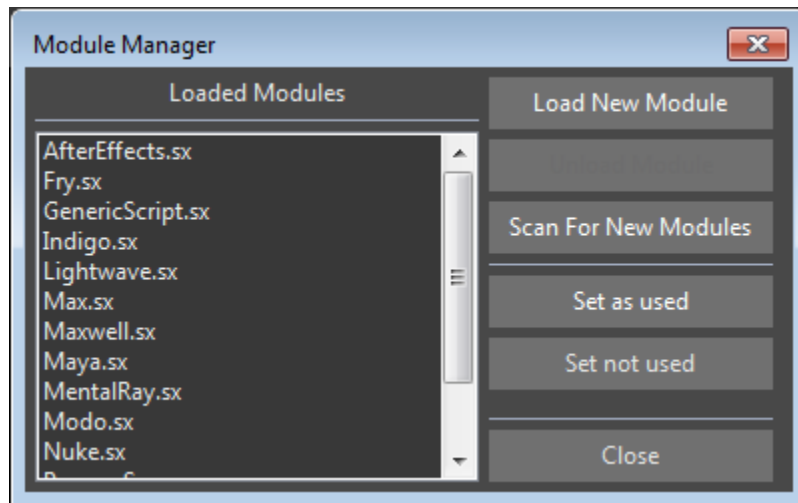 Module Manager
Loaded Modules
AfterEffects.sx
Fry.sx
GenericScript.sx
Indigo.sx
Lightwave.sx
Max.sx
Maxwell.sx
Maya.sx
MentalRay.sx
Modo.sx
Nuke.sx
Load New Module
Unload Module
Scan For New Modules
Set as used
Set not used
Close